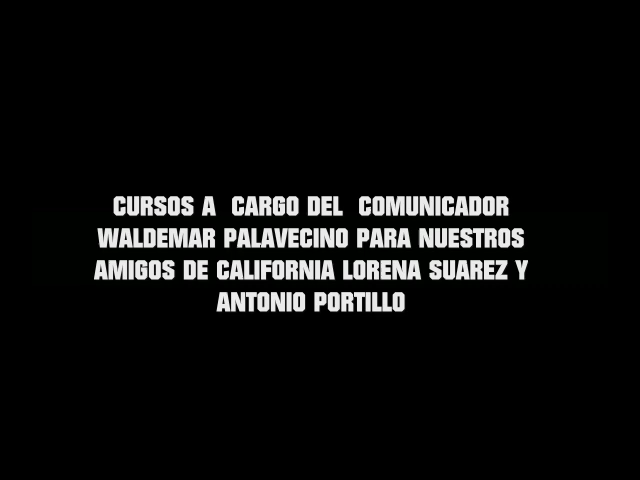 CURSOS A  CARGO DEL  COMUNICADOR
WALDEMAR PALAVECINO PARA NUESTROS
AMIGOS DE CALIFORNIA LORENA SUAREZ Y
ANTONIO PORTILLO